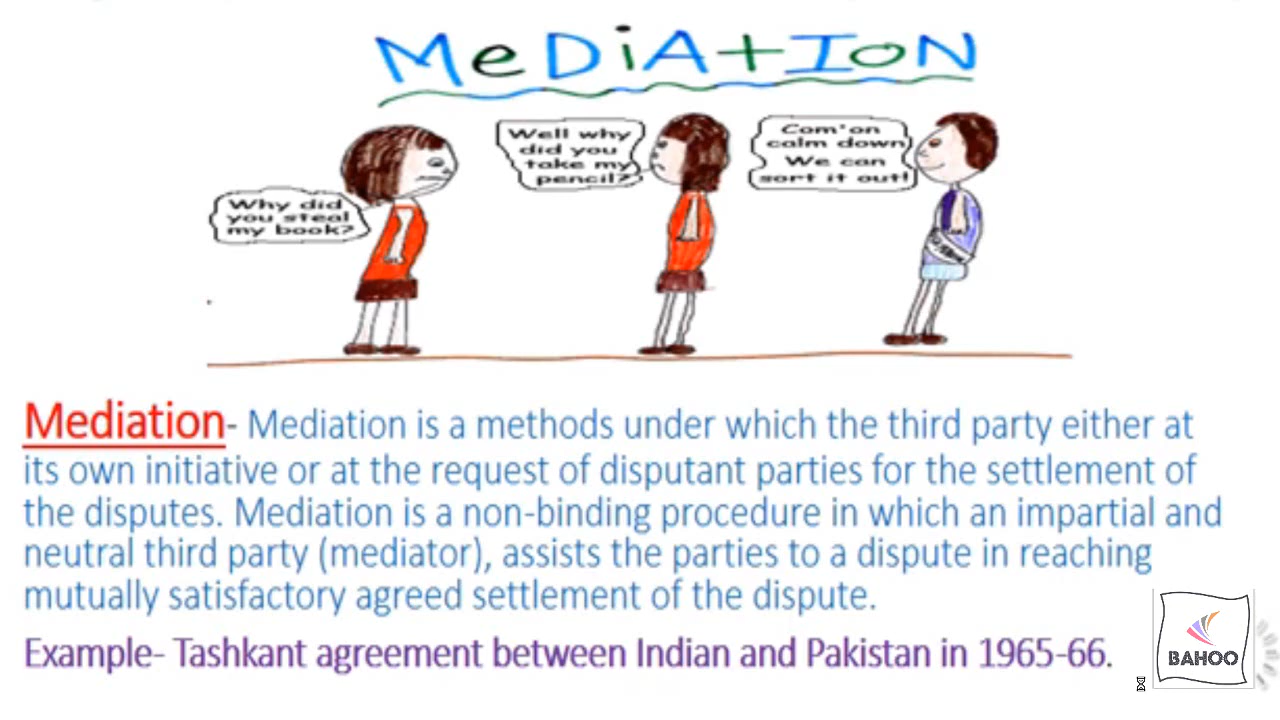 MeDiAtIoN
Why did
you steal
my book?
Well why
did you
take my
pencil?
Com'on
calm down
We can
sort it out!
Mediation- Mediation is a methods under which the third party either at
its own initiative or at the request of disputant parties for the settlement of
the disputes. Mediation is a non-binding procedure in which an impartial and
neutral third party (mediator), assists the parties to a dispute in reaching
mutually satisfactory agreed settlement of the dispute.
Example- Tashkant agreement between Indian and Pakistan in 1965-66.
BAHOO